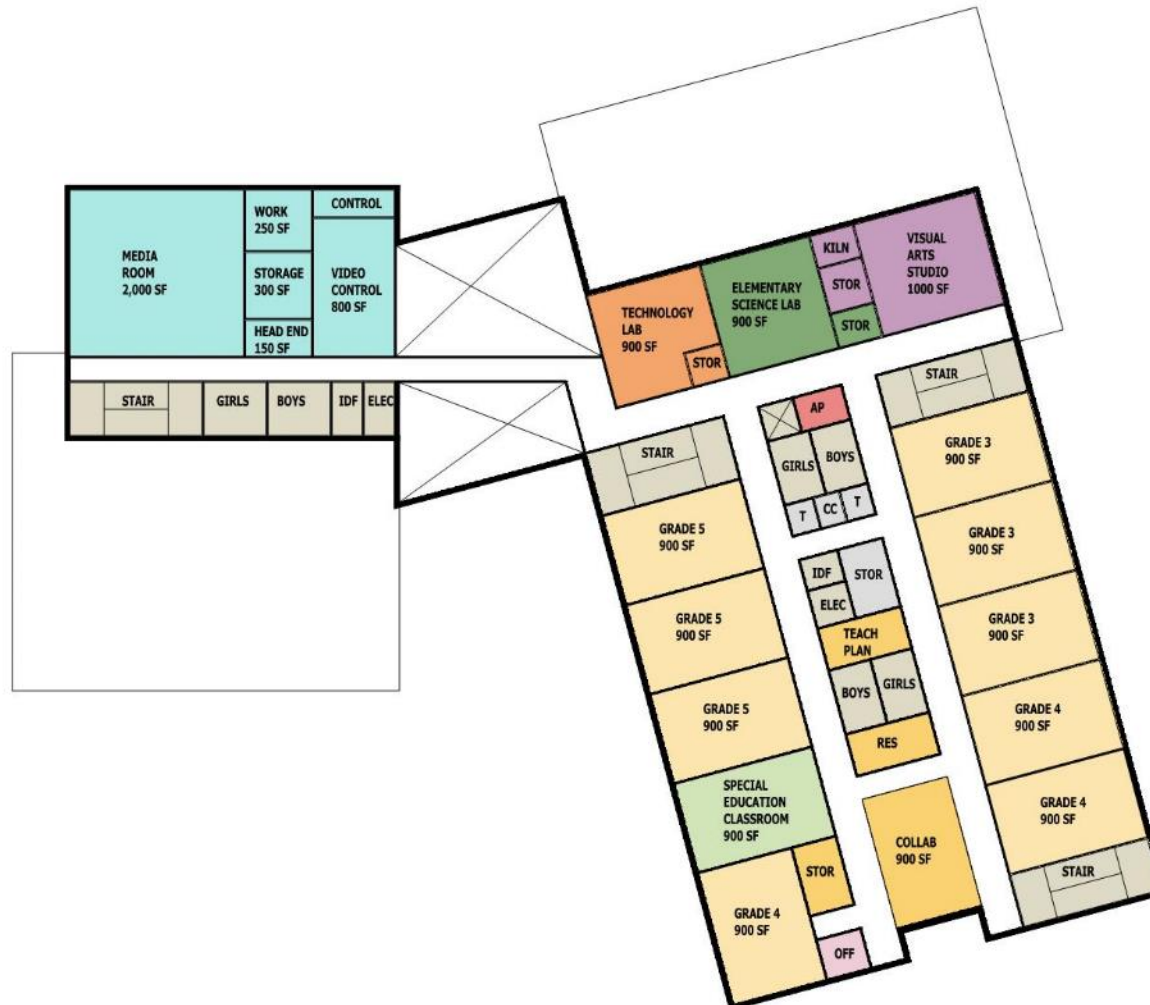 MEDIA
ROOM
2,000 SF
WORK
250 SF
STORAGE
300 SF
HEAD END
150 SF
CONTROL
VIDEO
CONTROL
800 SF
STAIR
GIRLS
BOYS
IDF
ELEC
TECHNOLOGY
LAB
900 SF
STOR
ELEMENTARY
SCIENCE LAB
900 SF
KILN
STOR
STOR
VISUAL
ARTS
STUDIO
1000 SF
STAIR
GRADE 5
900 SF
GRADE 5
900 SF
GRADE 5
900 SF
SPECIAL
EDUCATION
CLASSROOM
900 SF
GRADE 4
900 SF
STOR
OFF
AP
GIRLS
BOYS
T
CC
T
IDF
STOR
ELEC
TEACH
PLAN
BOYS
GIRLS
RES
COLLAB
900 SF
STAIR
GRADE 3
900 SF
GRADE 3
900 SF
GRADE 3
900 SF
GRADE 4
900 SF
GRADE 4
900 SF
STAIR